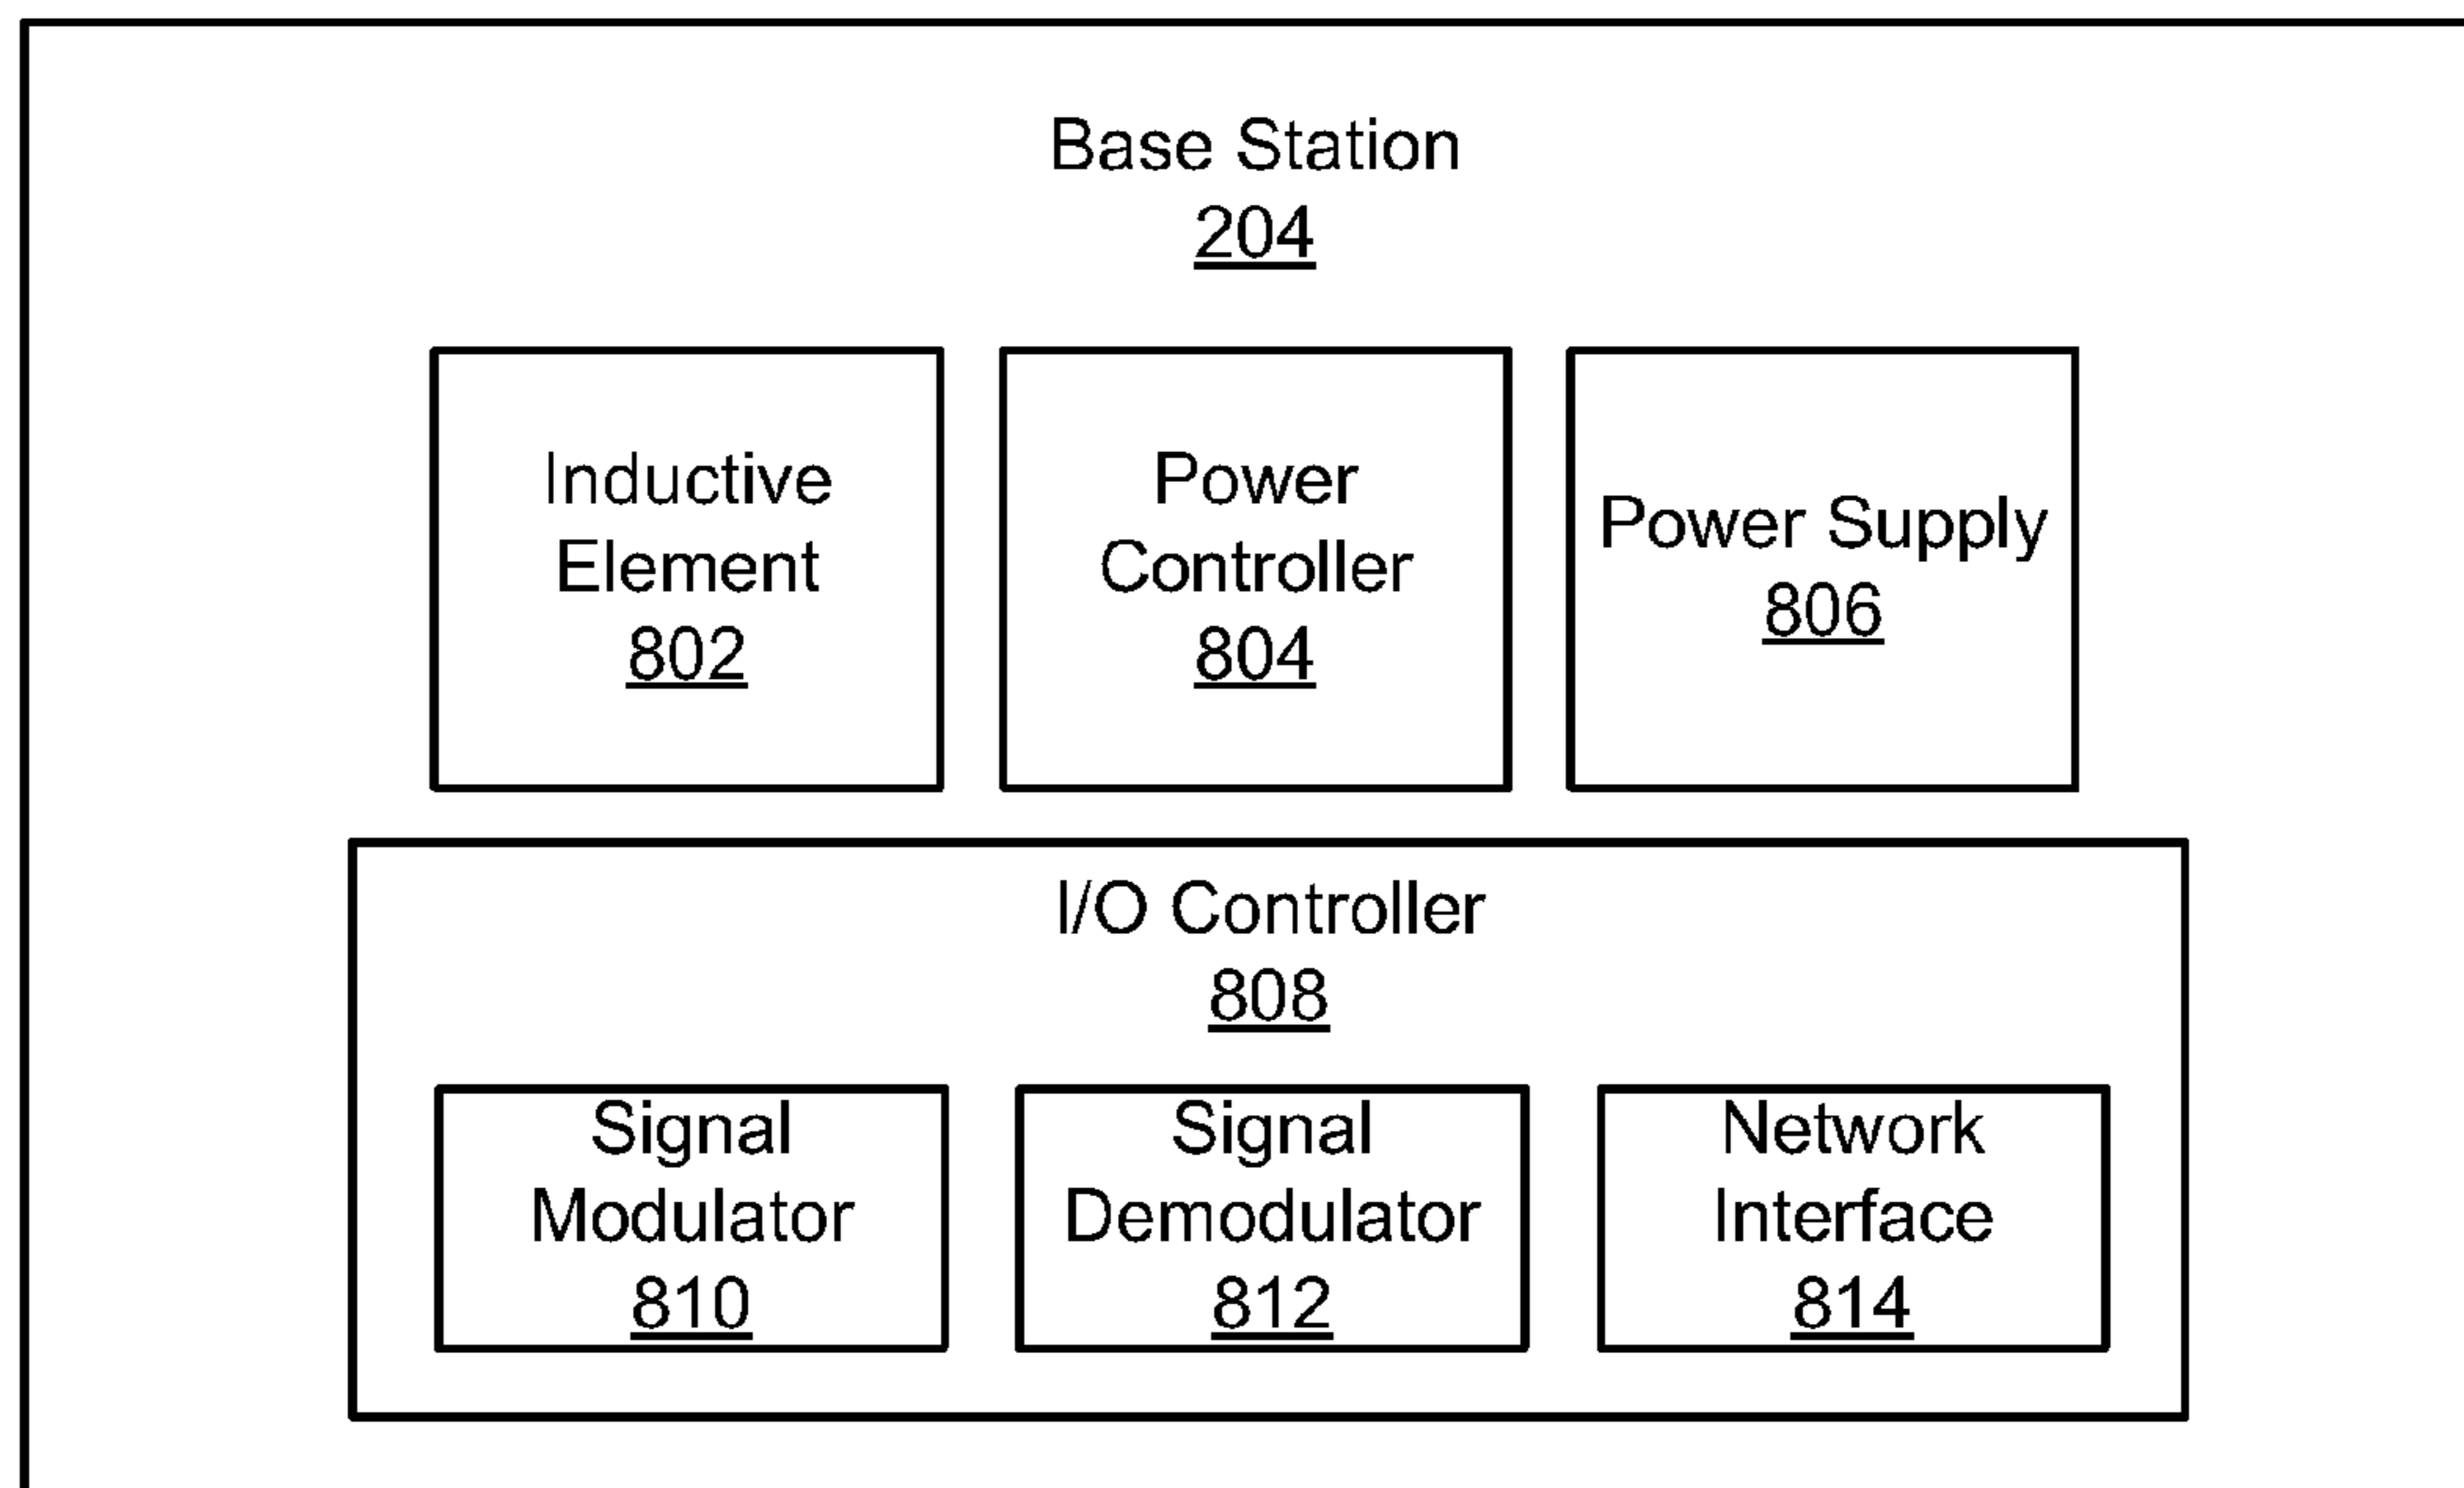 Base Station
204
Inductive
Element
802
Power
Controller
804
Power Supply
806
I/O Controller
808
Signal
Modulator
810
Signal
Demodulator
812
Network
Interface
814